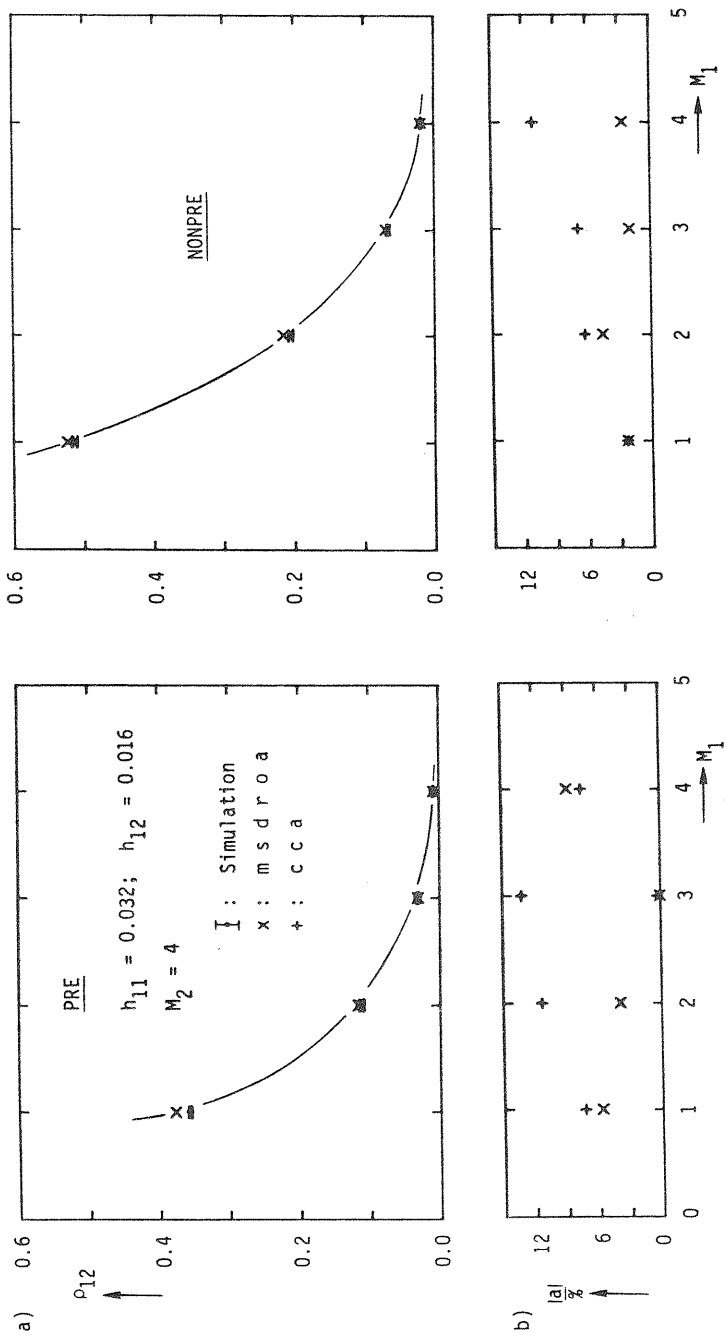 a)
ρ12
0.6
0.4
0.2
0.0
PRE
h11 = 0.032; h12 = 0.016
M2 = 4
I : Simulation
x : m s d r o a
+ : c c a
0.6
0.4
0.2
0.0
NONPRE
b)
|a|
%
12
6
0
0 1 2 3 4 5
M1
12
6
0
1 2 3 4 5
M1